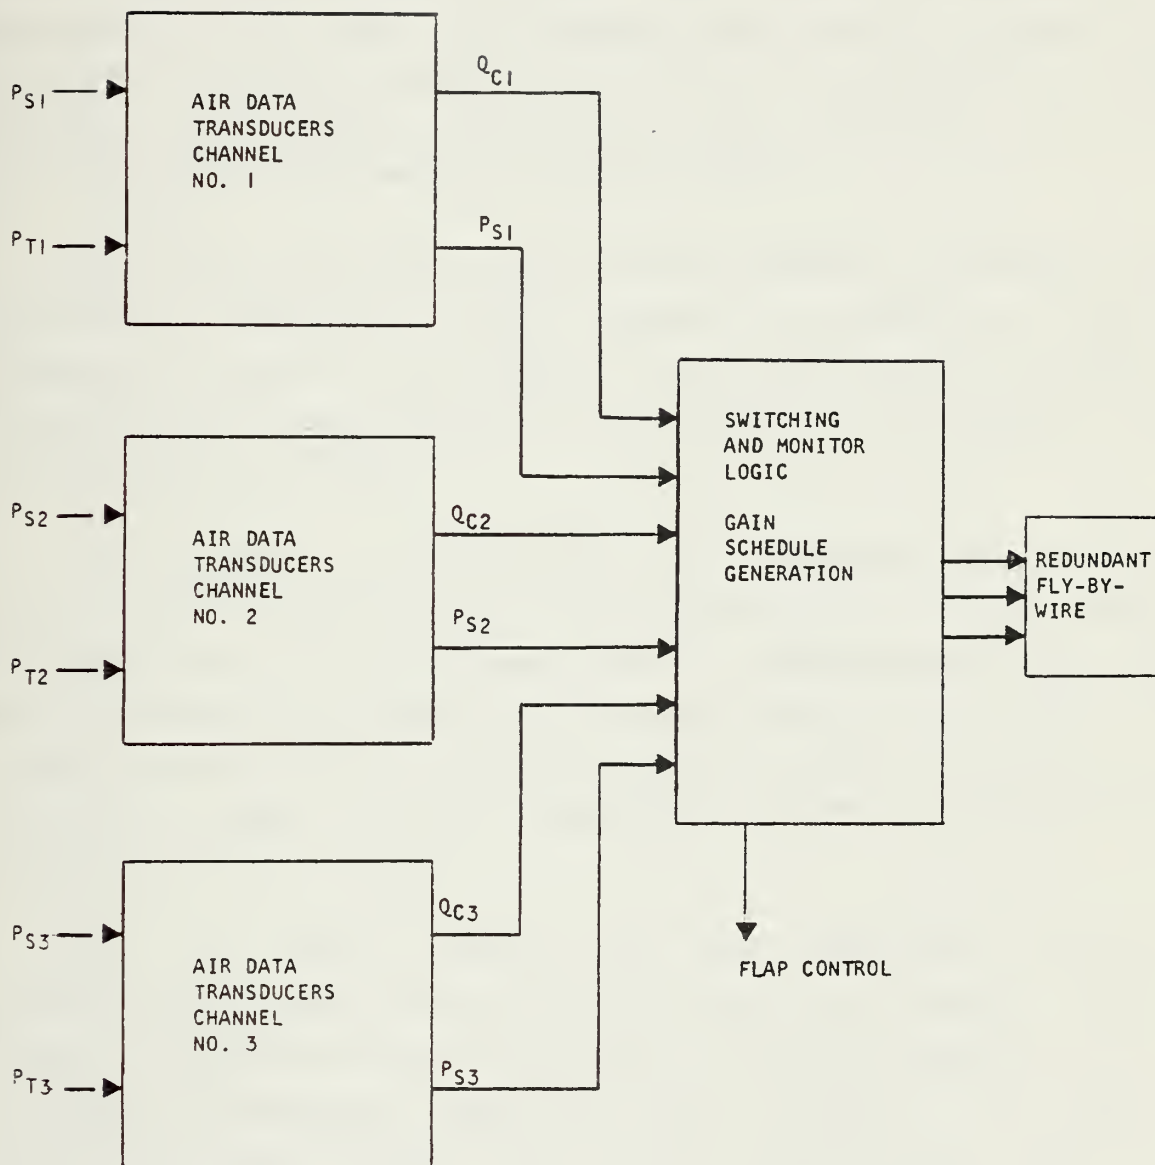 P_S1
P_T1
AIR DATA
TRANSDUCERS
CHANNEL
NO. 1
Q_C1
P_S1
P_S2
P_T2
AIR DATA
TRANSDUCERS
CHANNEL
NO. 2
Q_C2
P_S2
P_S3
P_T3
AIR DATA
TRANSDUCERS
CHANNEL
NO. 3
Q_C3
P_S3
SWITCHING
AND MONITOR
LOGIC
GAIN
SCHEDULE
GENERATION
REDUNDANT
FLY-BY-
WIRE
FLAP CONTROL